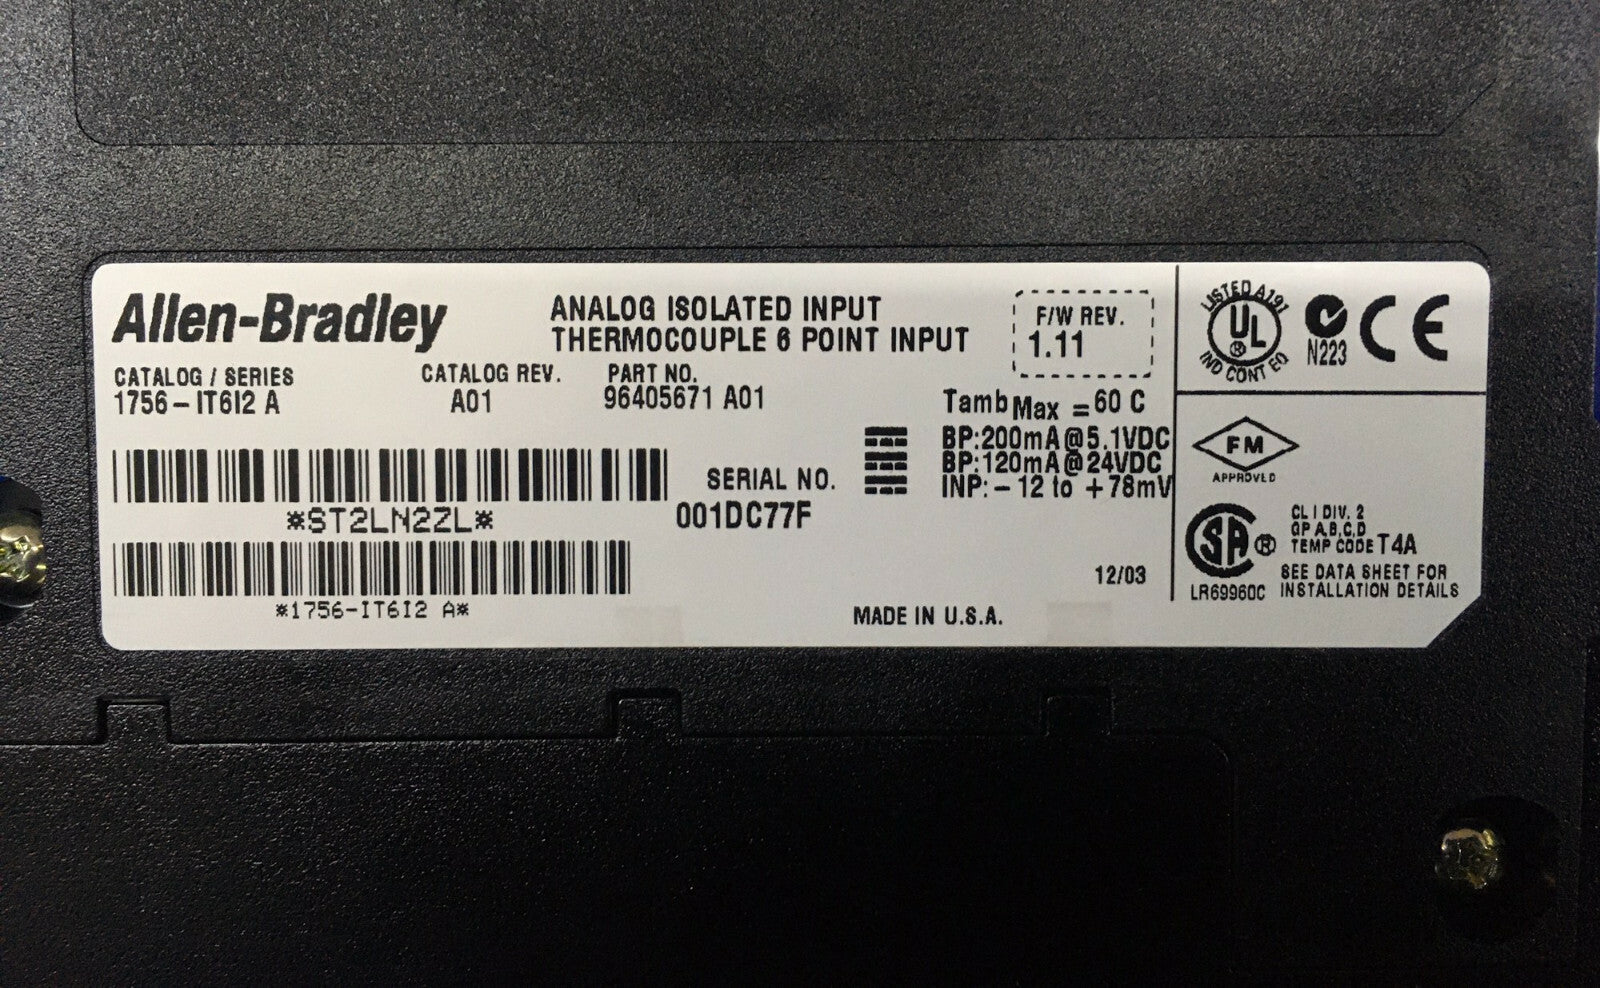 Allen-Bradley
ANALOG ISOLATED INPUT
THERMOCOUPLE 6 POINT INPUT
F/W REV.
1.11
CATALOG / SERIES
1756-IT6I2 A
CATALOG REV.
A01
PART NO.
96405671 A01
Tamb Max = 60 C
BP:200mA@5.1VDC
BP:120mA@24VDC
INP: -12 to +78mV
*ST2LN2ZL*
SERIAL NO.
001DC77F
*1756-IT6I2 A*
12/03
MADE IN U.S.A.
LISTED A191
UL ®
IND CONT EQ
N223
CE
FM
APPROVED
SA ®
LR69960C
CL I DIV. 2
GP A,B,C,D
TEMP CODE T4A
SEE DATA SHEET FOR
INSTALLATION DETAILS